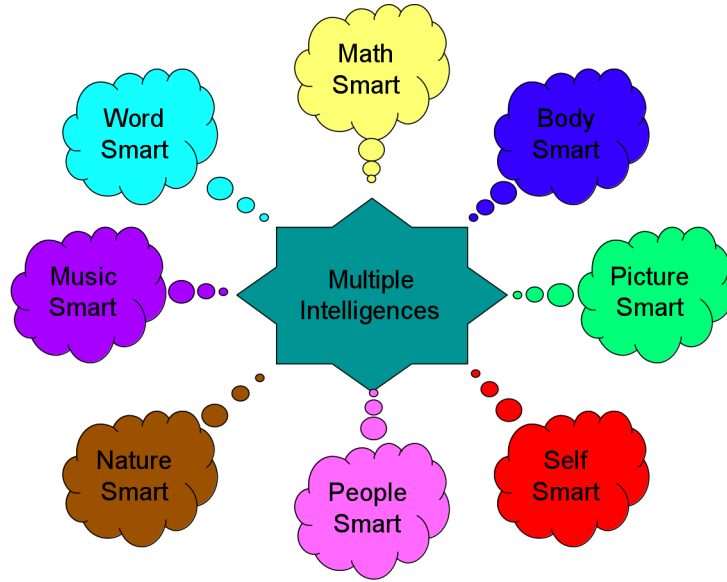 Math
Smart
Word
Smart
Body
Smart
Music
Smart
Multiple
Intelligences
Picture
Smart
Nature
Smart
People
Smart
Self
Smart